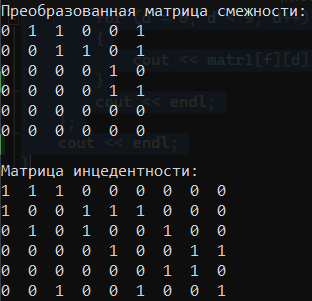 Преобразованная матрица смежности:
0 1 1 0 0 1
0 0 1 1 0 1
0 0 0 0 1 0
0 0 0 0 1 1
0 0 0 0 0 0
0 0 0 0 0 0
{
cout << matr1[f][d]
}
cout << endl;
};
cout << endl;
}
Матрица инцедентности:
1 1 1 0 0 0 0 0 0
1 0 0 1 1 1 0 0 0
0 1 0 1 0 0 1 0 0
0 0 0 0 1 0 0 1 1
0 0 0 0 0 0 1 1 0
0 0 1 0 0 1 0 0 1